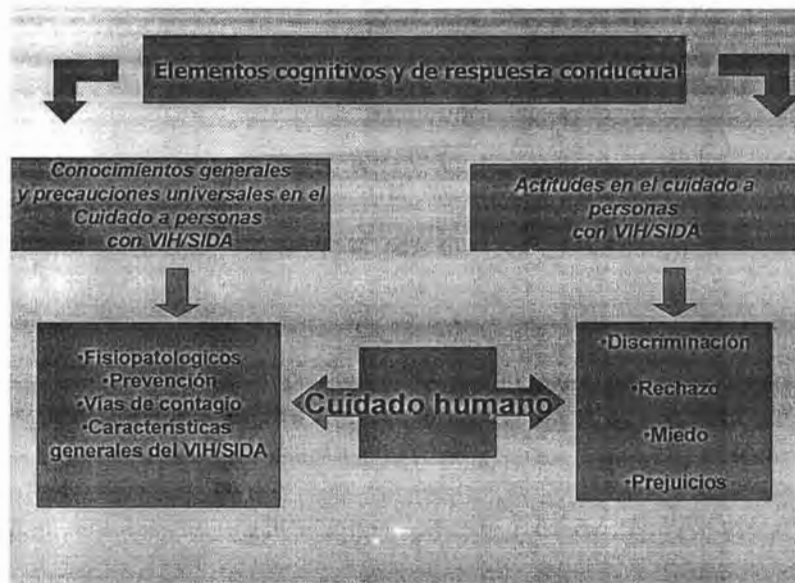 Elementos cognitivos y de respuesta conductual
Conocimientos generales
y precauciones universales en el
Cuidado a personas
con VIH/SIDA
Actitudes en el cuidado a
personas
con VIH/SIDA
•Fisiopatologicos
•Prevención
•Vias de contagio
•Características
generales del VIH/SIDA
Cuidado humano
•Discriminación
•Rechazo
•Miedo
•Prejuicios